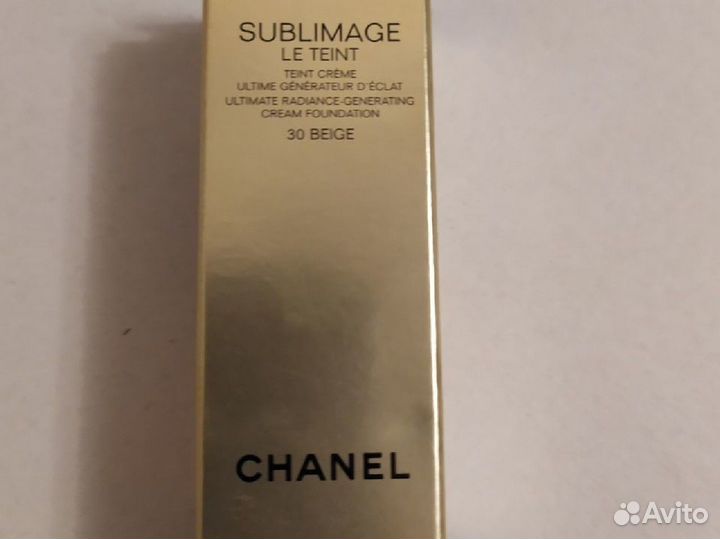 SUBLIMAGE
LE TEINT
TEINT CRÈME
ULTIME GÉNÉRATEUR D'ÉCLAT
ULTIMATE RADIANCE-GENERATING
CREAM FOUNDATION
30 BEIGE
CHANEL
Avito